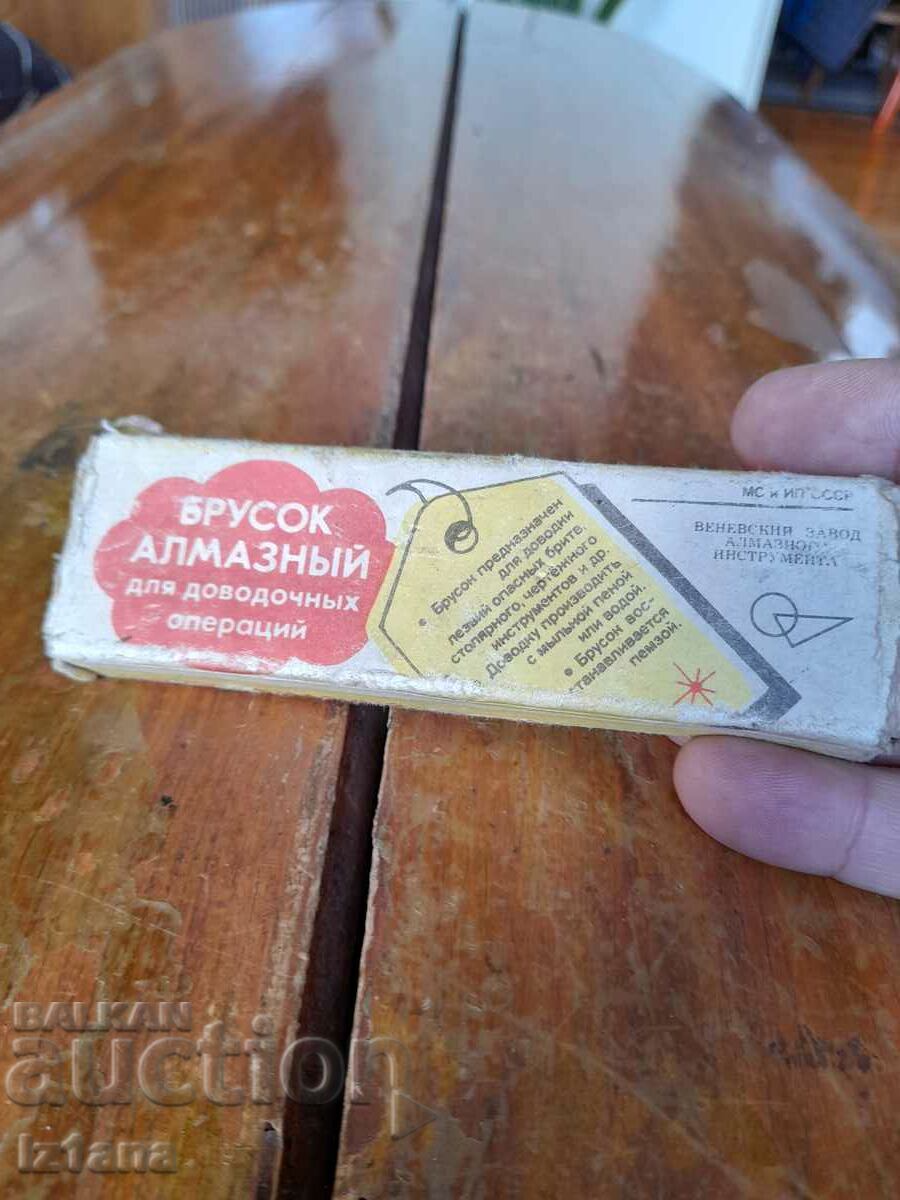 БРУСОК
АЛМАЗНЫЙ
для доводочных
операций
• Брусок предназначен
для доводки
лезвий опасных бритв,
столярного, чертёжного
инструментов и др.
Доводку производить
с мыльной пеной
или водой.
• Брусок вос-
станавливается
пемзой.
МС и ИП СССР
ВЕНЕВСКИЙ ЗАВОД
АЛМАЗНОГО
ИНСТРУМЕНТА
BALKAN
auction
iz1ana